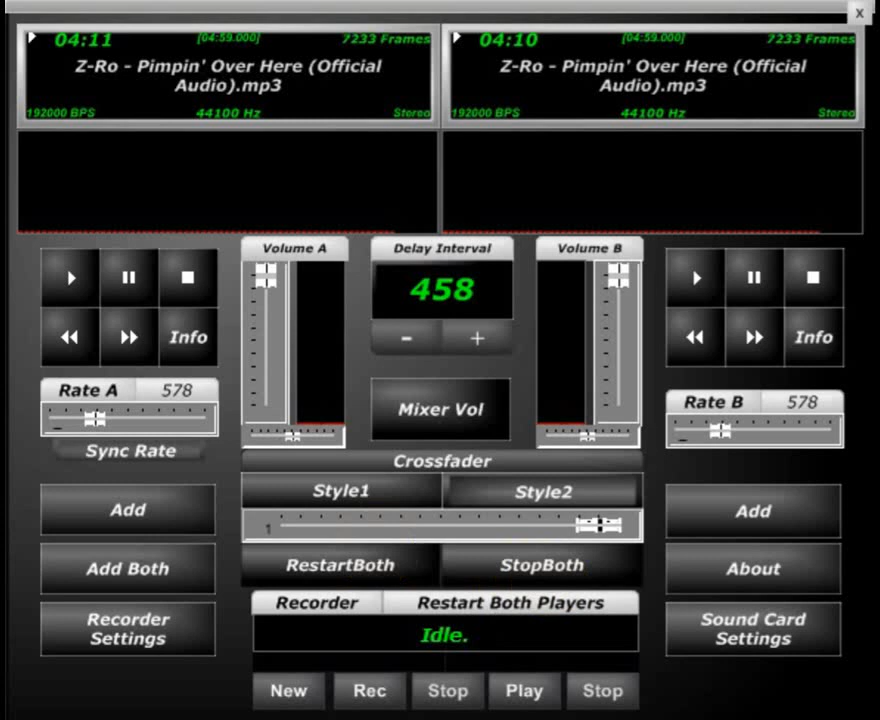 X
04:11 [04:59.000] 7233 Frames
Z-Ro - Pimpin' Over Here (Official
Audio).mp3
192000 BPS 44100 Hz Stereo
04:10 [04:59.000] 7233 Frames
Z-Ro - Pimpin' Over Here (Official
Audio).mp3
192000 BPS 44100 Hz Stereo
Volume A
Delay Interval
Volume B
458
- +
Info
Info
Rate A 578
Mixer Vol
Rate B 578
Sync Rate
Crossfader
Style1 Style2
1
Add
Add
RestartBoth StopBoth
Add Both
About
Recorder Restart Both Players
Recorder
Settings
Idle.
Sound Card
Settings
New Rec Stop Play Stop